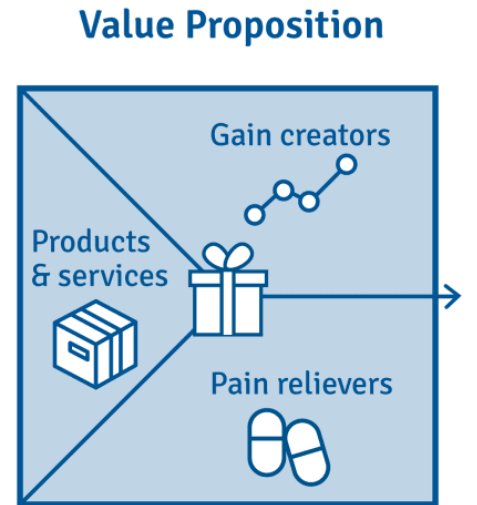 Value Proposition
Gain creators
Products
& services
Pain relievers